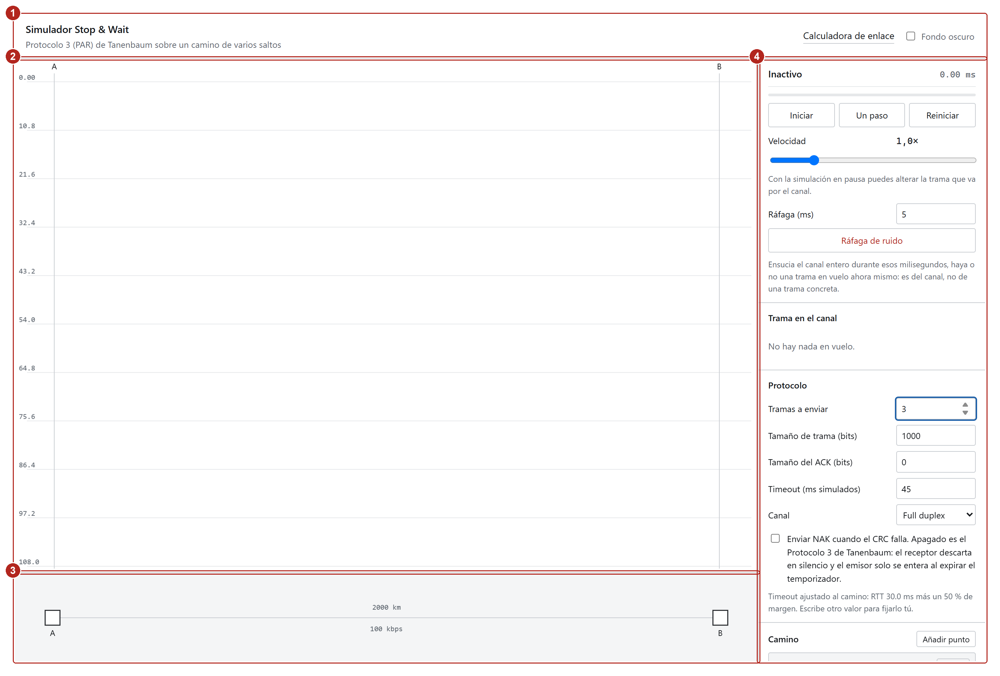 1
Simulador Stop & Wait
Protocolo 3 (PAR) de Tanenbaum sobre un camino de varios saltos
Calculadora de enlace
Fondo oscuro
2
A
B
0.00
10.8
21.6
32.4
43.2
54.0
64.8
75.6
86.4
97.2
108.0
3
2000 km
100 kbps
A
B
4
Inactivo
0.00 ms
Iniciar
Un paso
Reiniciar
Velocidad
1,0×
Con la simulación en pausa puedes alterar la trama que va
por el canal.
Ráfaga (ms)
5
Ráfaga de ruido
Ensucia el canal entero durante esos milisegundos, haya o
no una trama en vuelo ahora mismo: es del canal, no de
una trama concreta.
Trama en el canal
No hay nada en vuelo.
Protocolo
Tramas a enviar
3
Tamaño de trama (bits)
1000
Tamaño del ACK (bits)
0
Timeout (ms simulados)
45
Canal
Full duplex
Enviar NAK cuando el CRC falla. Apagado es el
Protocolo 3 de Tanenbaum: el receptor descarta
en silencio y el emisor solo se entera al expirar el
temporizador.
Timeout ajustado al camino: RTT 30.0 ms más un 50 % de
margen. Escribe otro valor para fijarlo tú.
Camino
Añadir punto